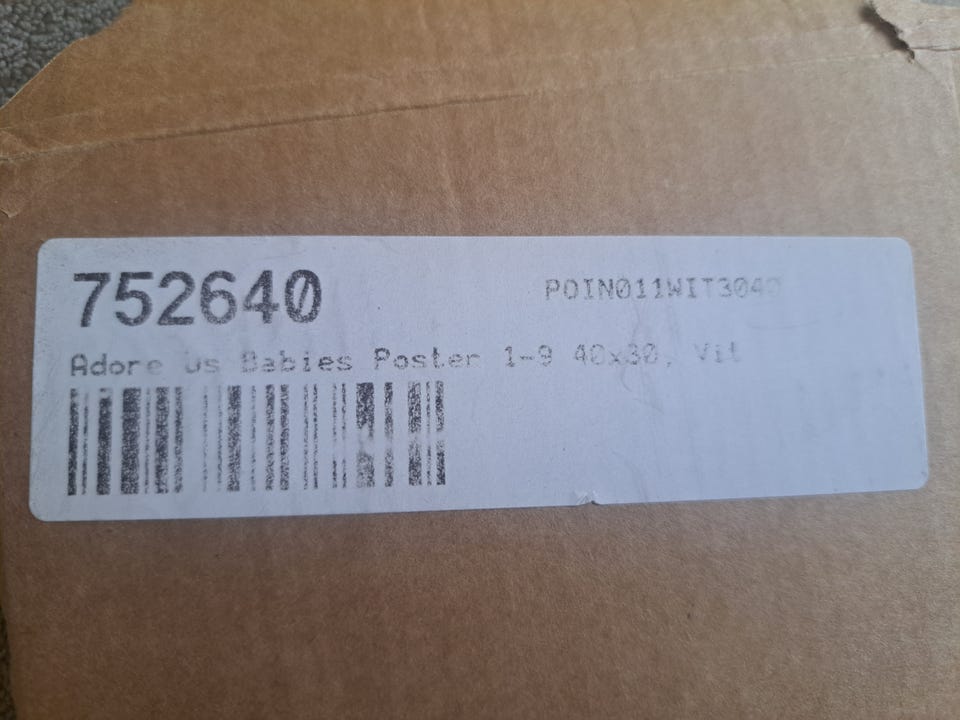 752640
POIN011WIT3040
Adore Us Babies Poster 1-9 40x30, Vit